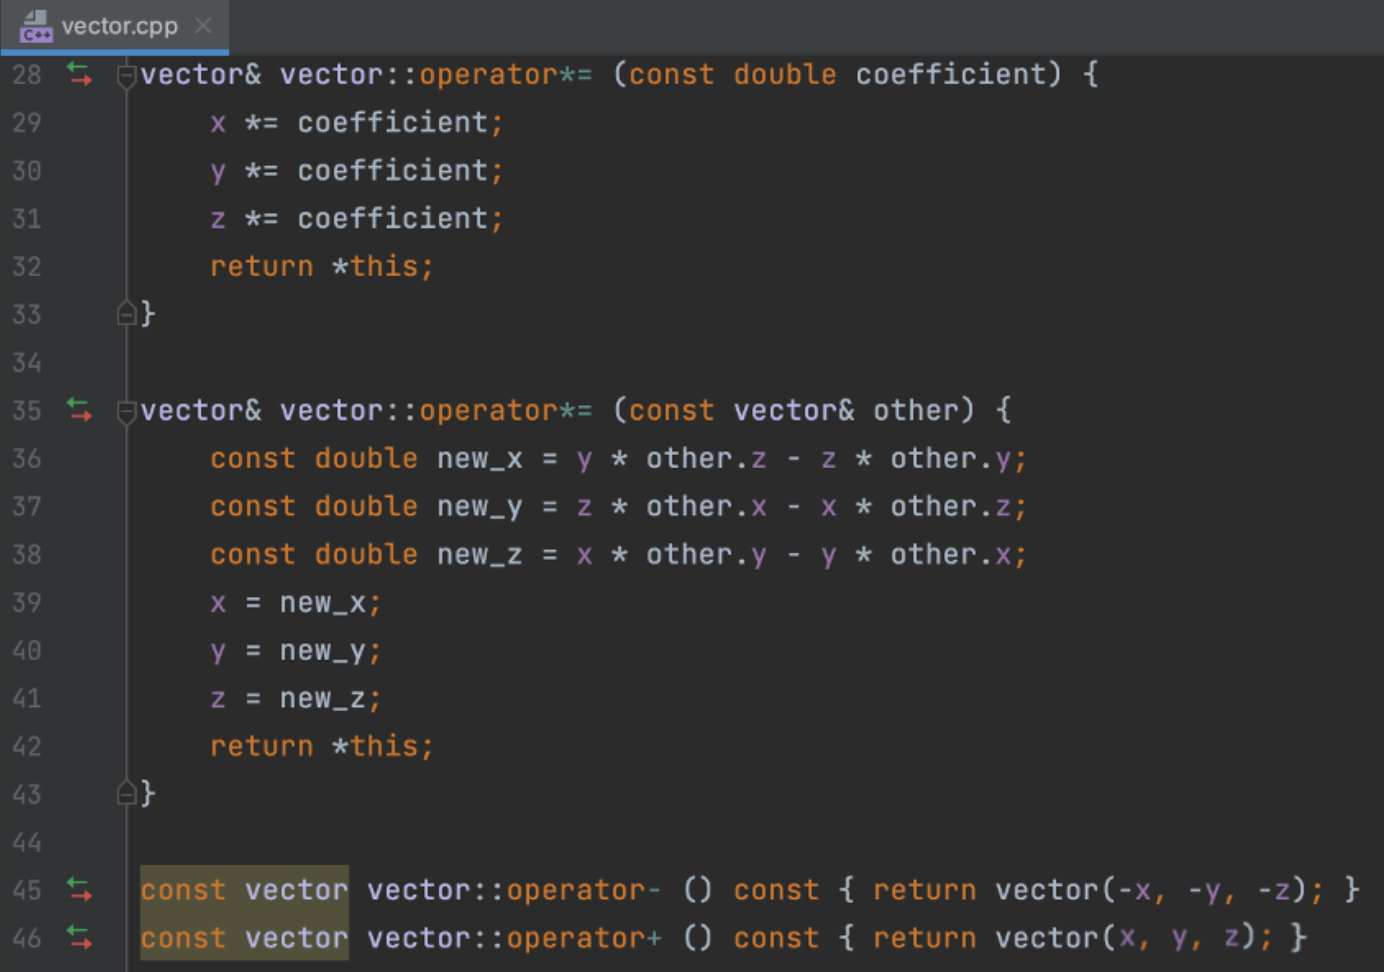 C++ vector.cpp ×
28 vector& vector::operator*= (const double coefficient) {
29 x *= coefficient;
30 y *= coefficient;
31 z *= coefficient;
32 return *this;
33 }
34
35 vector& vector::operator*= (const vector& other) {
36 const double new_x = y * other.z - z * other.y;
37 const double new_y = z * other.x - x * other.z;
38 const double new_z = x * other.y - y * other.x;
39 x = new_x;
40 y = new_y;
41 z = new_z;
42 return *this;
43 }
44
45 const vector vector::operator- () const { return vector(-x, -y, -z); }
46 const vector vector::operator+ () const { return vector(x, y, z); }